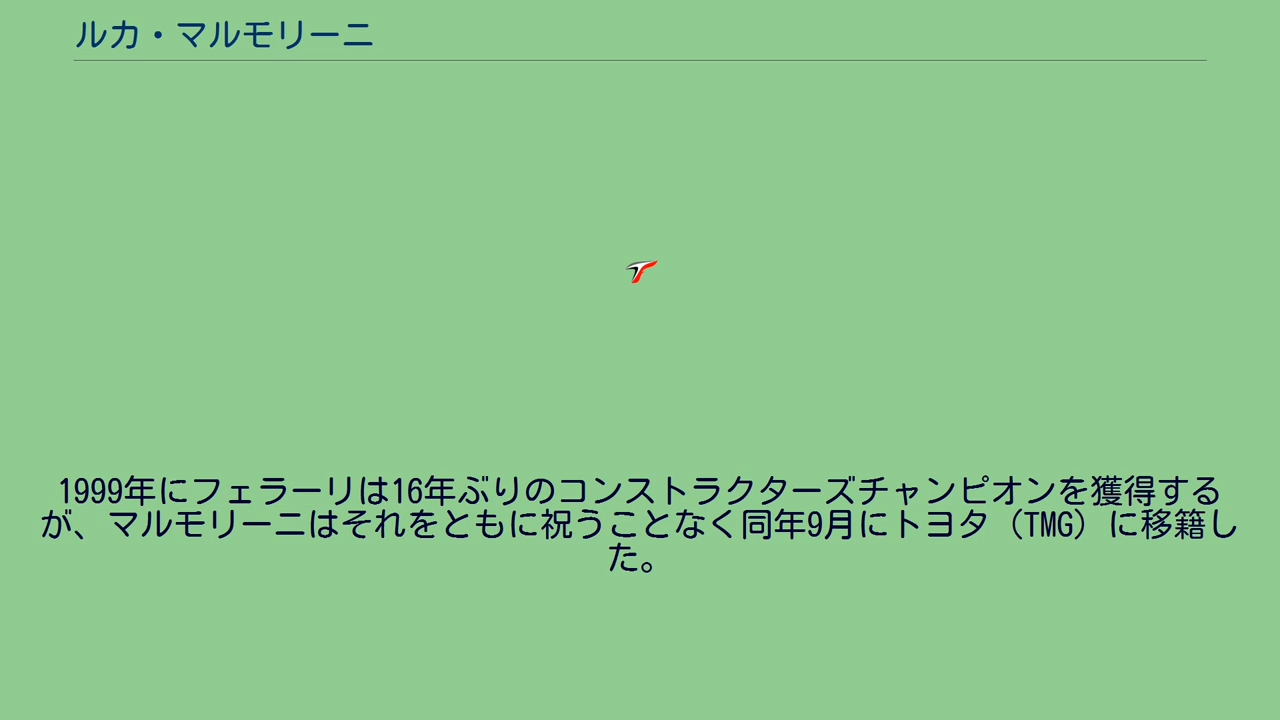 ルカ・マルモリーニ
1999年にフェラーリは16年ぶりのコンストラクターズチャンピオンを獲得する
が、マルモリーニはそれをともに祝うことなく同年9月にトヨタ（TMG）に移籍し
た。